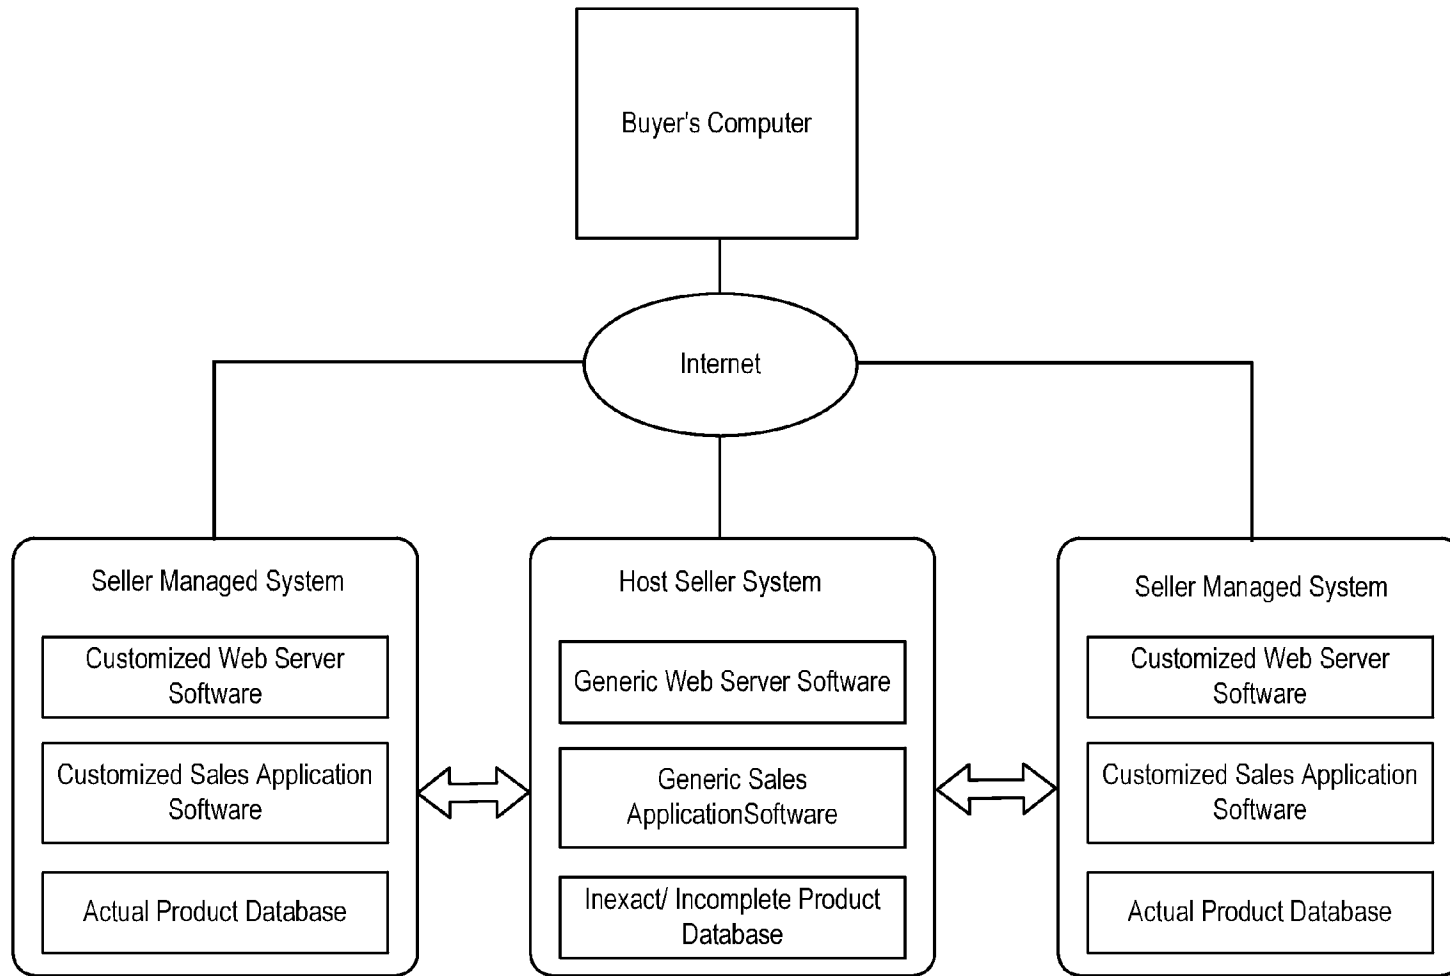 Buyer's Computer
Internet
Seller Managed System
Customized Web Server
Software
Customized Sales Application
Software
Actual Product Database
Host Seller System
Generic Web Server Software
Generic Sales
ApplicationSoftware
Inexact/ Incomplete Product
Database
Seller Managed System
Customized Web Server
Software
Customized Sales Application
Software
Actual Product Database